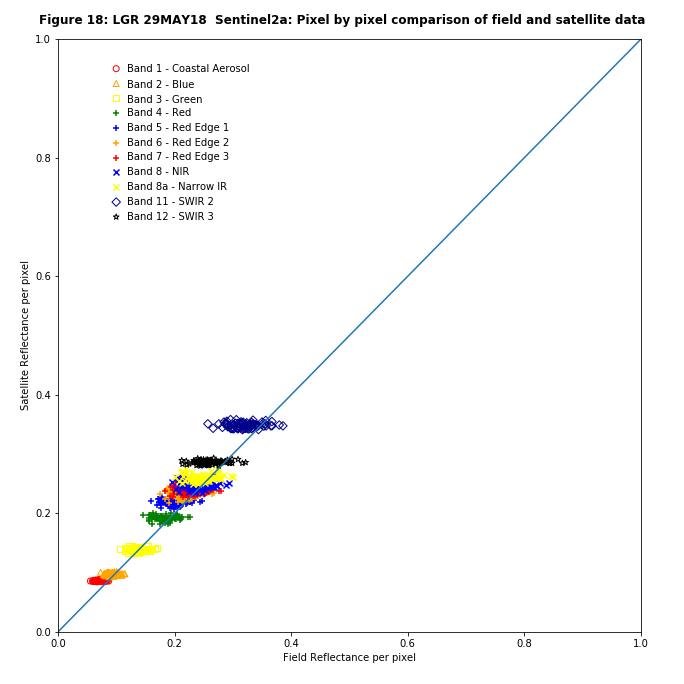 Figure 18: LGR 29MAY18  Sentinel2a: Pixel by pixel comparison of field and satellite data
1.0
0.8
0.6
0.4
0.2
0.0
Satellite Reflectance per pixel
Band 1 - Coastal Aerosol
Band 2 - Blue
Band 3 - Green
Band 4 - Red
Band 5 - Red Edge 1
Band 6 - Red Edge 2
Band 7 - Red Edge 3
Band 8 - NIR
Band 8a - Narrow IR
Band 11 - SWIR 2
Band 12 - SWIR 3
0.0 0.2 0.4 0.6 0.8 1.0
Field Reflectance per pixel